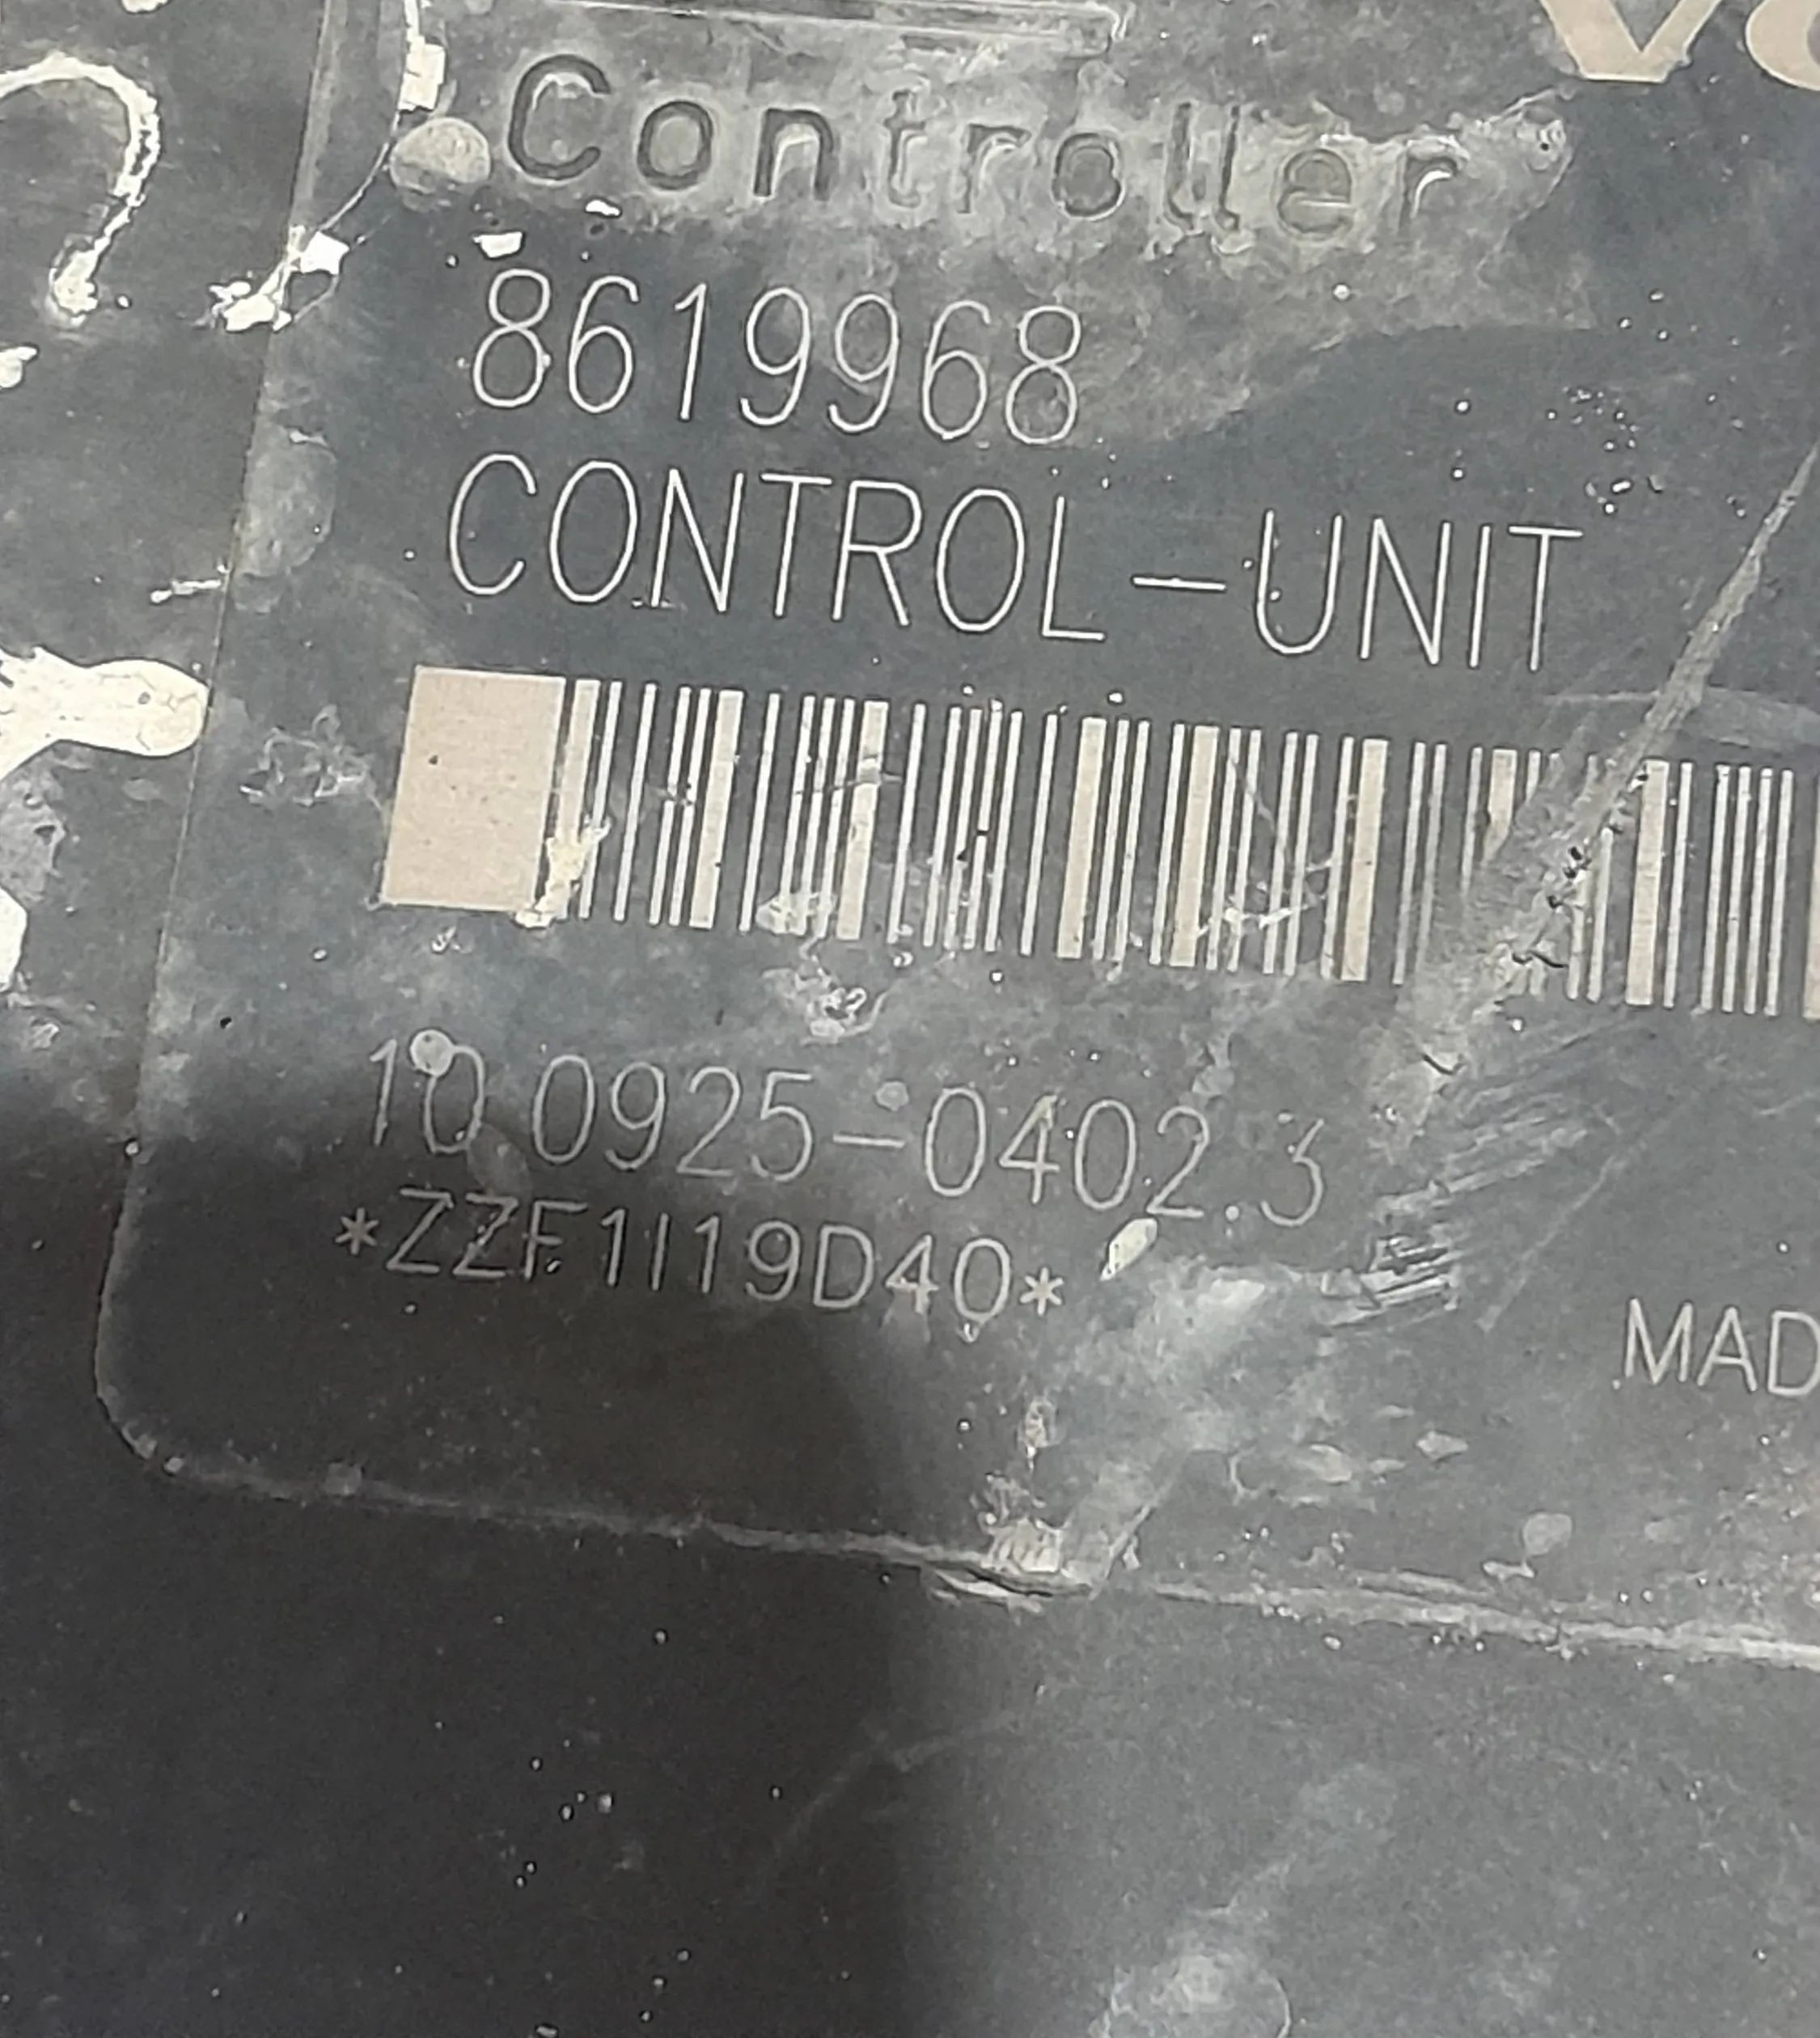 Controller
8619968
CONTROL-UNIT
10 0925-0402.3
*ZZF1I19D40*
MAD